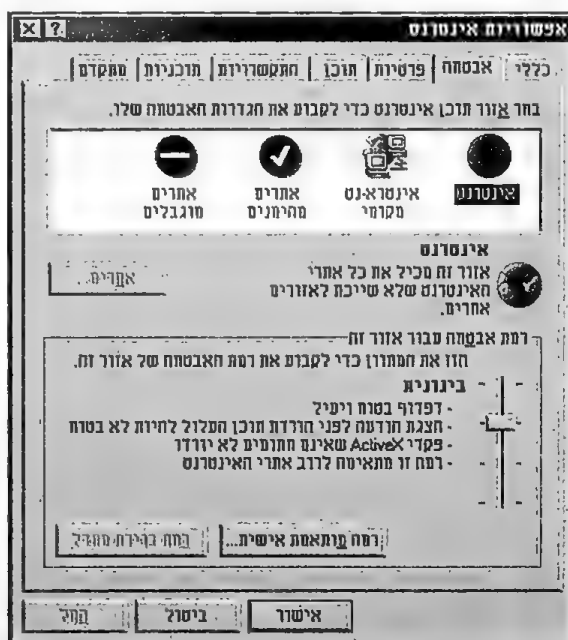 אפשרויות אינטרנט
כללי אבטחה פרטיות תוכן התקשרויות תוכניות מתקדם
בחר אזור תוכן אינטרנט כדי לקבוע את הגדרות האבטחה שלו.
אינטרנט
אינטרא-נט מקומי
אתרים מהימנים
אתרים מוגבלים
אינטרנט
אזור זה מכיל את כל אתרי
האינטרנט שלא שייכת לאזורים
אחרים.
אתרים...
רמת אבטחה עבור אזור זה
הזז את המחוון כדי לקבוע את רמת האבטחה של אזור זה.
בינונית
- דפדוף בטוח ויעיל
- הצגת הודעה לפני הורדת תוכן העלול להיות לא בטוח
- פקדי ActiveX שאינם חתומים לא יורדו
- רמה זו מתאימה לרוב אתרי האינטרנט
רמה מותאמת אישית... רמת ברירת מחדל
אישור ביטול החל